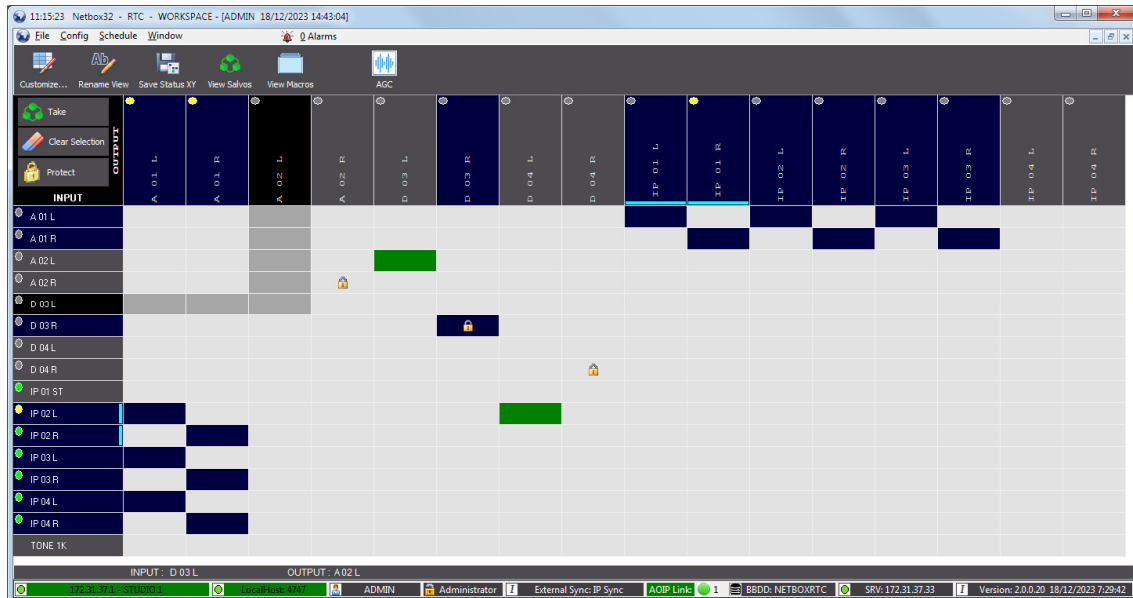 11:15:23 Netbox32 - RTC - WORKSPACE - [ADMIN 18/12/2023 14:43:04]
File Config Schedule Window 0 Alarms
Customize... Rename View Save Status XY View Salvos View Macros AGC
Take
Clear Selection
Protect
OUTPUT
INPUT
A 01 L
A 01 R
A 02 L
A 02 R
D 03 L
D 03 R
D 04 L
D 04 R
IP 01 L
IP 01 R
IP 02 L
IP 02 R
IP 03 L
IP 03 R
IP 04 L
IP 04 R
A 01 L
A 01 R
A 02 L
A 02 R
D 03 L
D 03 R
D 04 L
D 04 R
IP 01 ST
IP 02 L
IP 02 R
IP 03 L
IP 03 R
IP 04 L
IP 04 R
TONE 1K
INPUT : D 03 L OUTPUT : A 02 L
172.31.37.1 - STUDIO 1 LocalHost: 4747 ADMIN Administrator I External Sync: IP Sync AOIP Link: 1 BBDD: NETBOXRTC SRV: 172.31.37.33 I Version: 2.0.0.20 18/12/2023 7:29:42